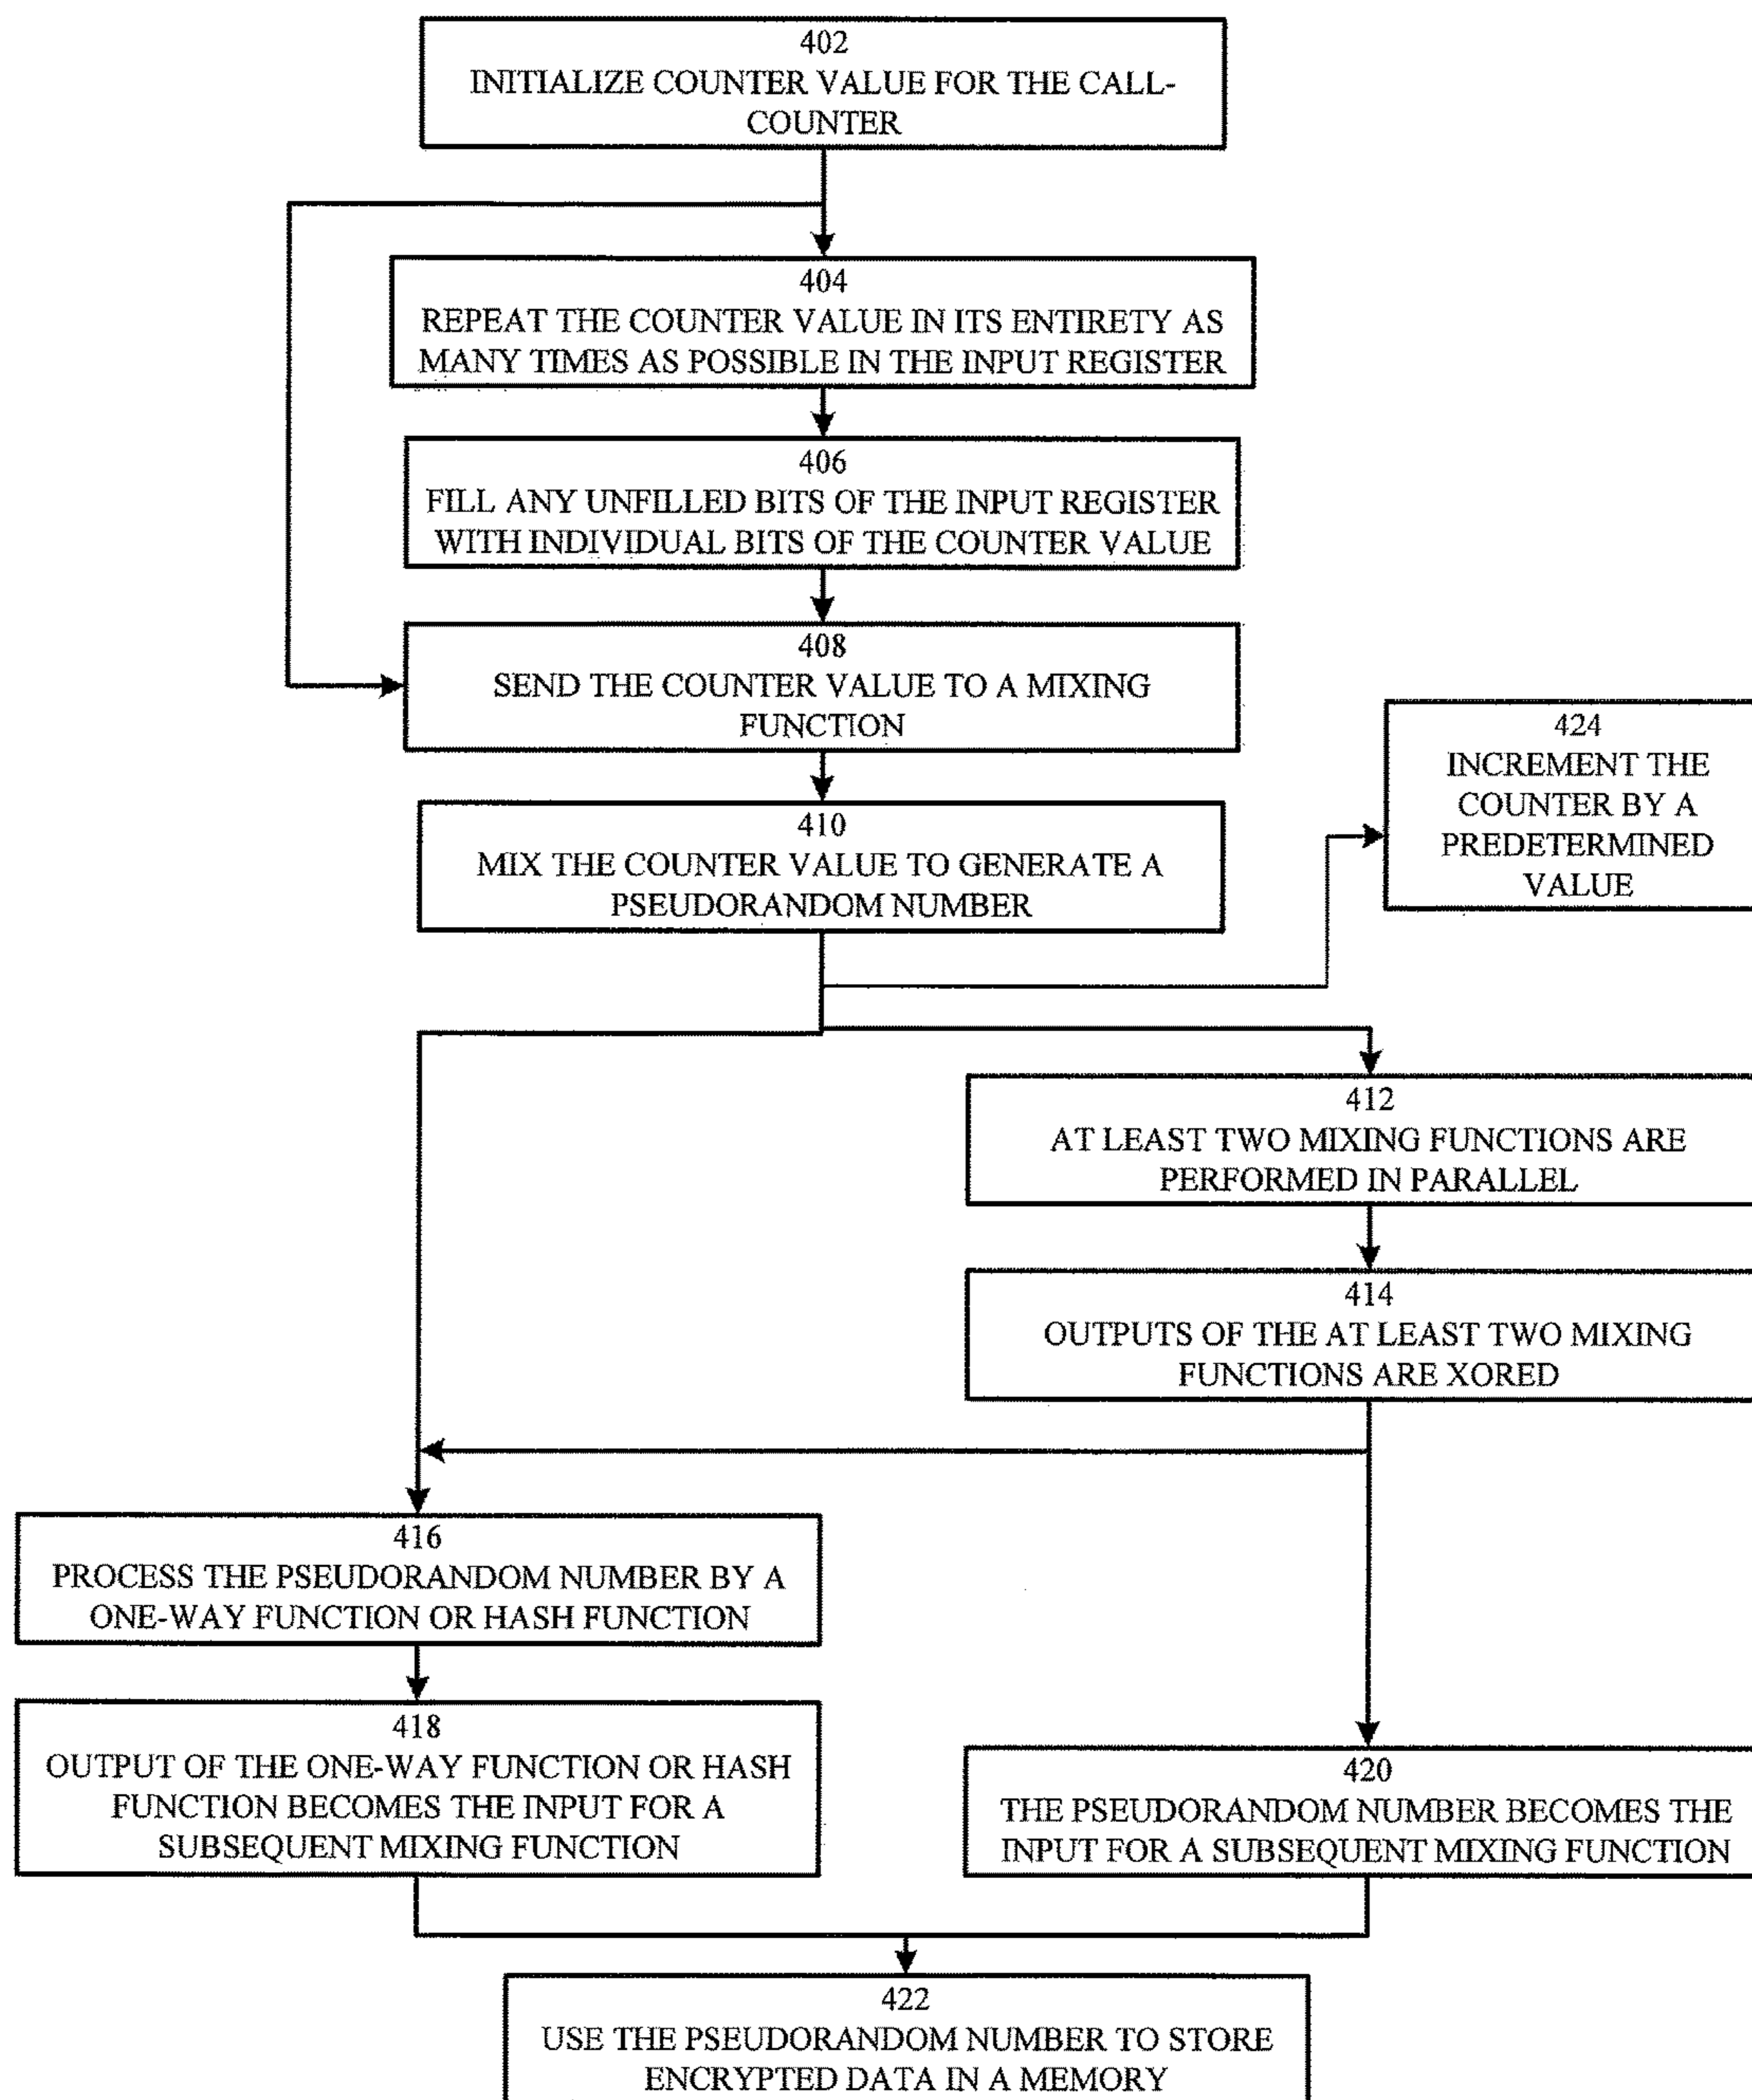 402
INITIALIZE COUNTER VALUE FOR THE CALL-
COUNTER
404
REPEAT THE COUNTER VALUE IN ITS ENTIRETY AS
MANY TIMES AS POSSIBLE IN THE INPUT REGISTER
406
FILL ANY UNFILLED BITS OF THE INPUT REGISTER
WITH INDIVIDUAL BITS OF THE COUNTER VALUE
408
SEND THE COUNTER VALUE TO A MIXING
FUNCTION
424
INCREMENT THE
COUNTER BY A
PREDETERMINED
VALUE
410
MIX THE COUNTER VALUE TO GENERATE A
PSEUDORANDOM NUMBER
412
AT LEAST TWO MIXING FUNCTIONS ARE
PERFORMED IN PARALLEL
414
OUTPUTS OF THE AT LEAST TWO MIXING
FUNCTIONS ARE XORED
416
PROCESS THE PSEUDORANDOM NUMBER BY A
ONE-WAY FUNCTION OR HASH FUNCTION
418
OUTPUT OF THE ONE-WAY FUNCTION OR HASH
FUNCTION BECOMES THE INPUT FOR A
SUBSEQUENT MIXING FUNCTION
420
THE PSEUDORANDOM NUMBER BECOMES THE
INPUT FOR A SUBSEQUENT MIXING FUNCTION
422
USE THE PSEUDORANDOM NUMBER TO STORE
ENCRYPTED DATA IN A MEMORY